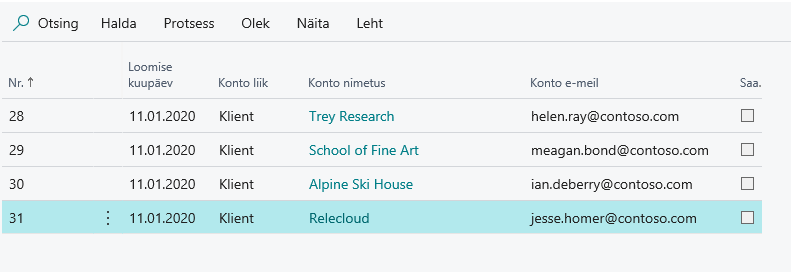 Otsing Halda Protsess Olek Näita Leht
Nr. ↑ Loomise kuupäev Konto liik Konto nimetus Konto e-meil Saa.
28 11.01.2020 Klient Trey Research helen.ray@contoso.com
29 11.01.2020 Klient School of Fine Art meagan.bond@contoso.com
30 11.01.2020 Klient Alpine Ski House ian.deberry@contoso.com
31 11.01.2020 Klient Relecloud jesse.homer@contoso.com